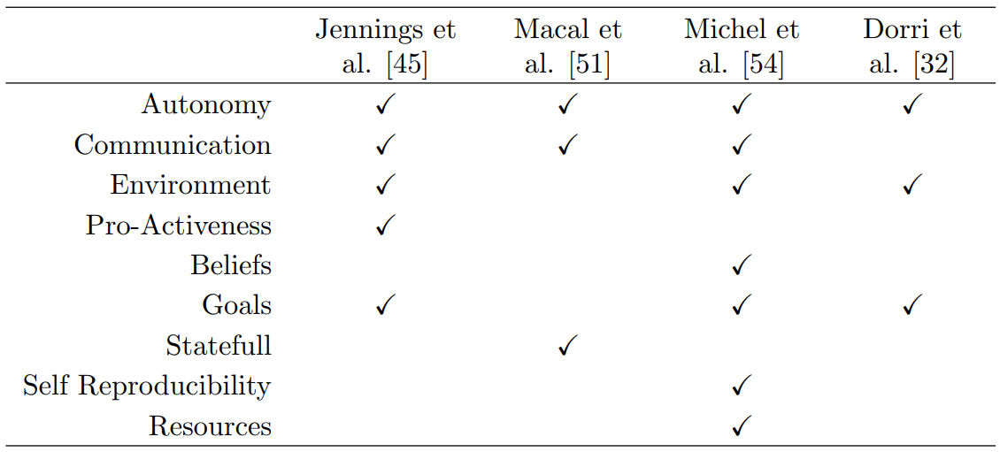 Jennings et Macal et Michel et Dorri et
al. [45] al. [51] al. [54] al. [32]
Autonomy ✓ ✓ ✓ ✓
Communication ✓ ✓ ✓
Environment ✓ ✓ ✓
Pro-Activeness ✓
Beliefs ✓
Goals ✓ ✓ ✓
Statefull ✓
Self Reproducibility ✓
Resources ✓